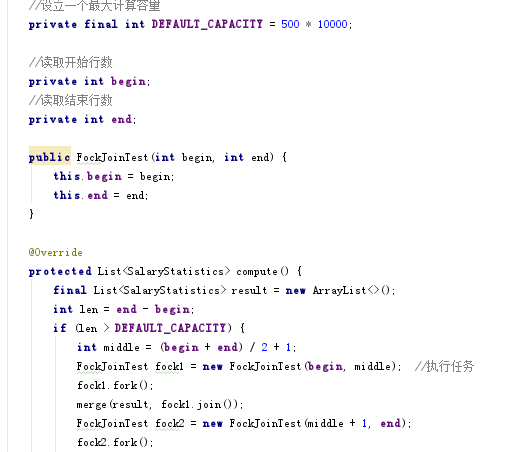 //设立一个最大计算容量
private final int DEFAULT_CAPACITY = 500 * 10000;
//读取开始行数
private int begin;
//读取结束行数
private int end;
public FockJoinTest(int begin, int end) {
this.begin = begin;
this.end = end;
}
@Override
protected List<SalaryStatistics> compute() {
final List<SalaryStatistics> result = new ArrayList<>();
int len = end - begin;
if (len > DEFAULT_CAPACITY) {
int middle = (begin + end) / 2 + 1;
FockJoinTest fock1 = new FockJoinTest(begin, middle); //执行任务
fock1.fork();
merge(result, fock1.join());
FockJoinTest fock2 = new FockJoinTest(middle + 1, end);
fock2.fork();